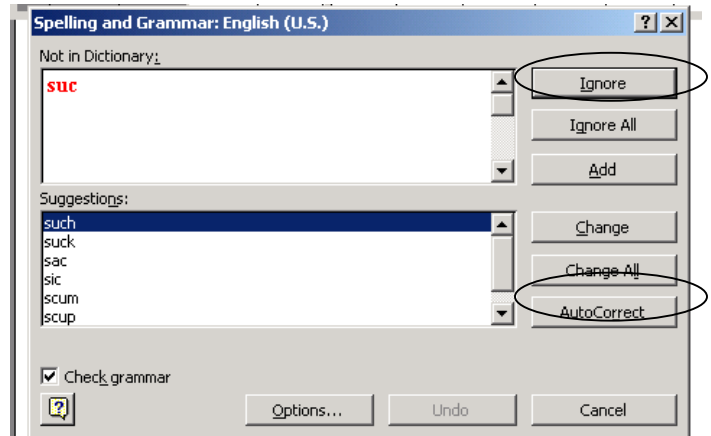 Spelling and Grammar: English (U.S.)
Not in Dictionary:
suc
Ignore
Ignore All
Add
Suggestions:
such
suck
sac
sic
scum
scup
Change
Change All
AutoCorrect
Check grammar
Options...
Undo
Cancel